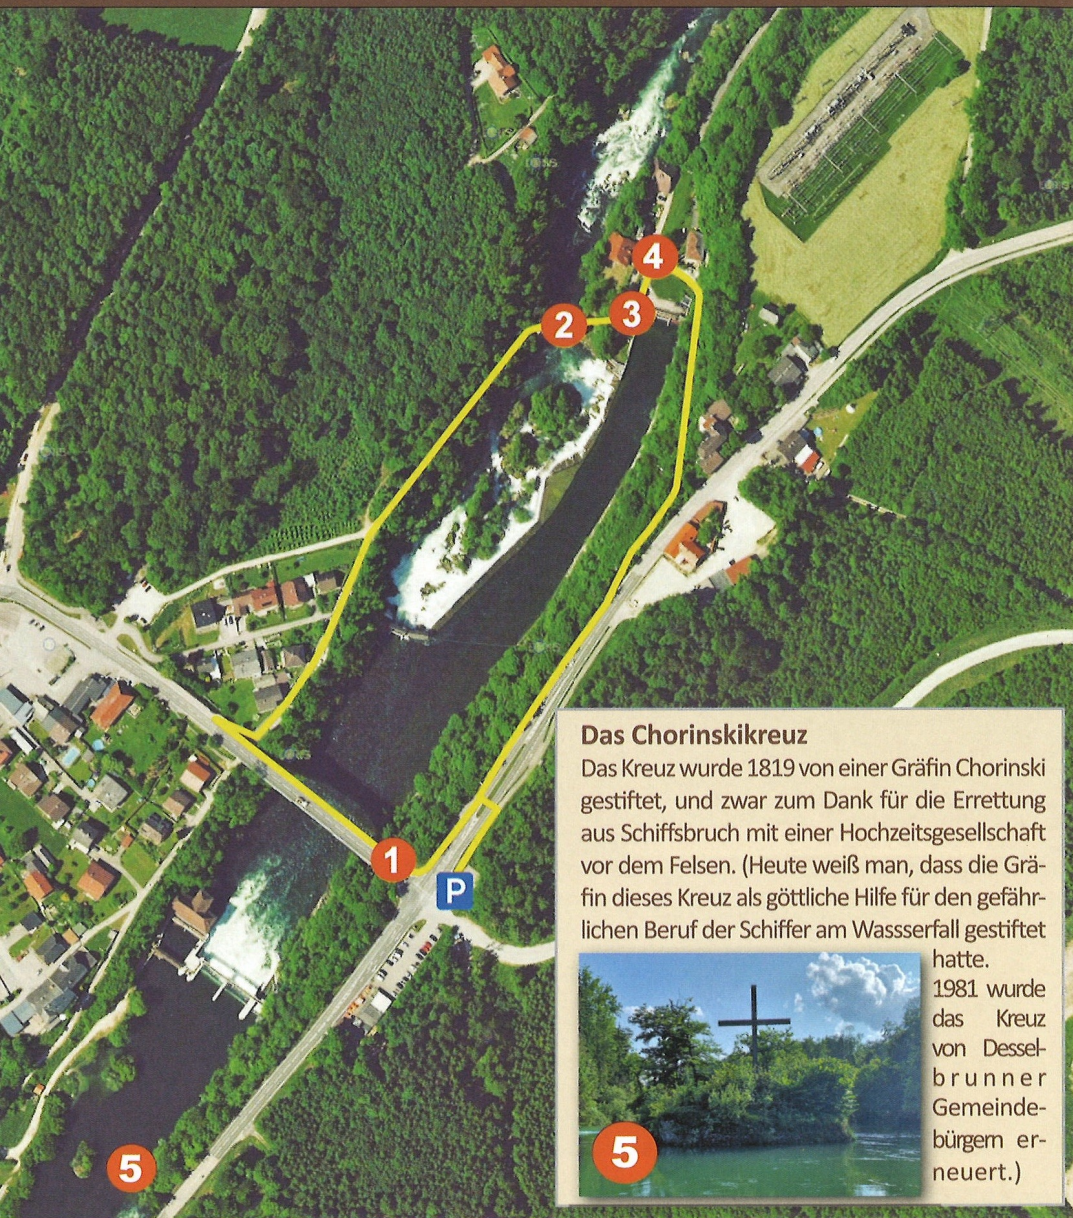 4
2
3
1
P
5
Das Chorinskikreuz
Das Kreuz wurde 1819 von einer Gräfin Chorinski
gestiftet, und zwar zum Dank für die Errettung
aus Schiffsbruch mit einer Hochzeitsgesellschaft
vor dem Felsen. (Heute weiß man, dass die Grä-
fin dieses Kreuz als göttliche Hilfe für den gefähr-
lichen Beruf der Schiffer am Wassserfall gestiftet
hatte.
1981 wurde
das Kreuz
von Dessel-
brunner
Gemeinde-
bürgern er-
neuert.)
5